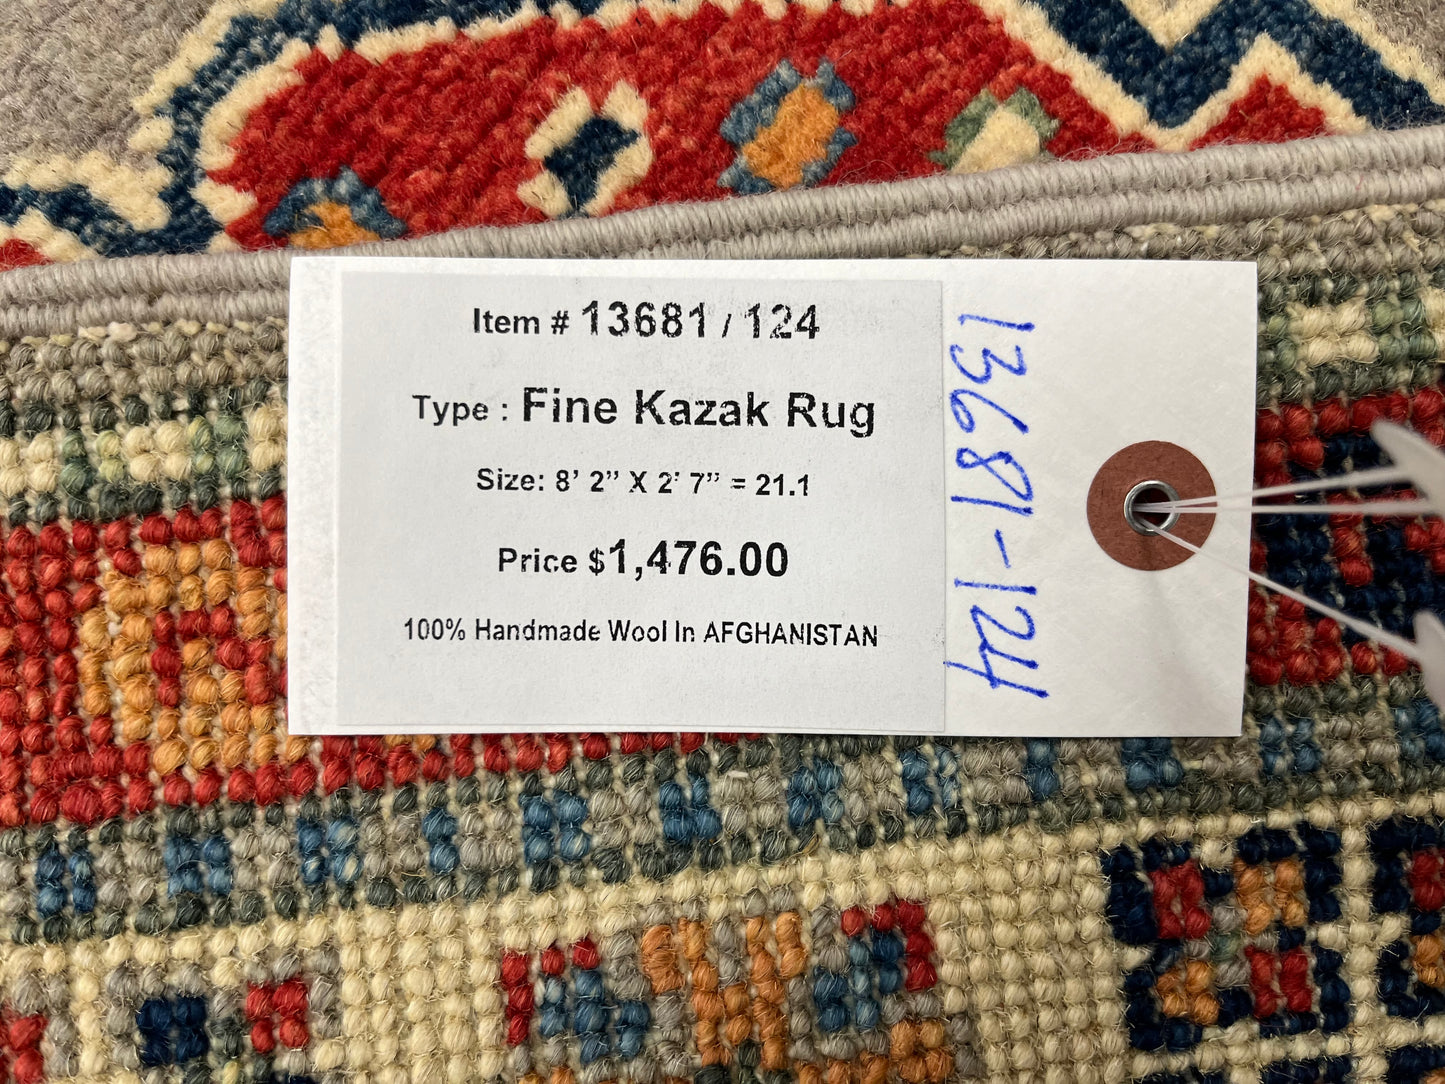 Item # 13681 / 124
Type : Fine Kazak Rug
Size: 8' 2” X 2' 7” = 21.1
Price $1,476.00
100% Handmade Wool In AFGHANISTAN
13681-124